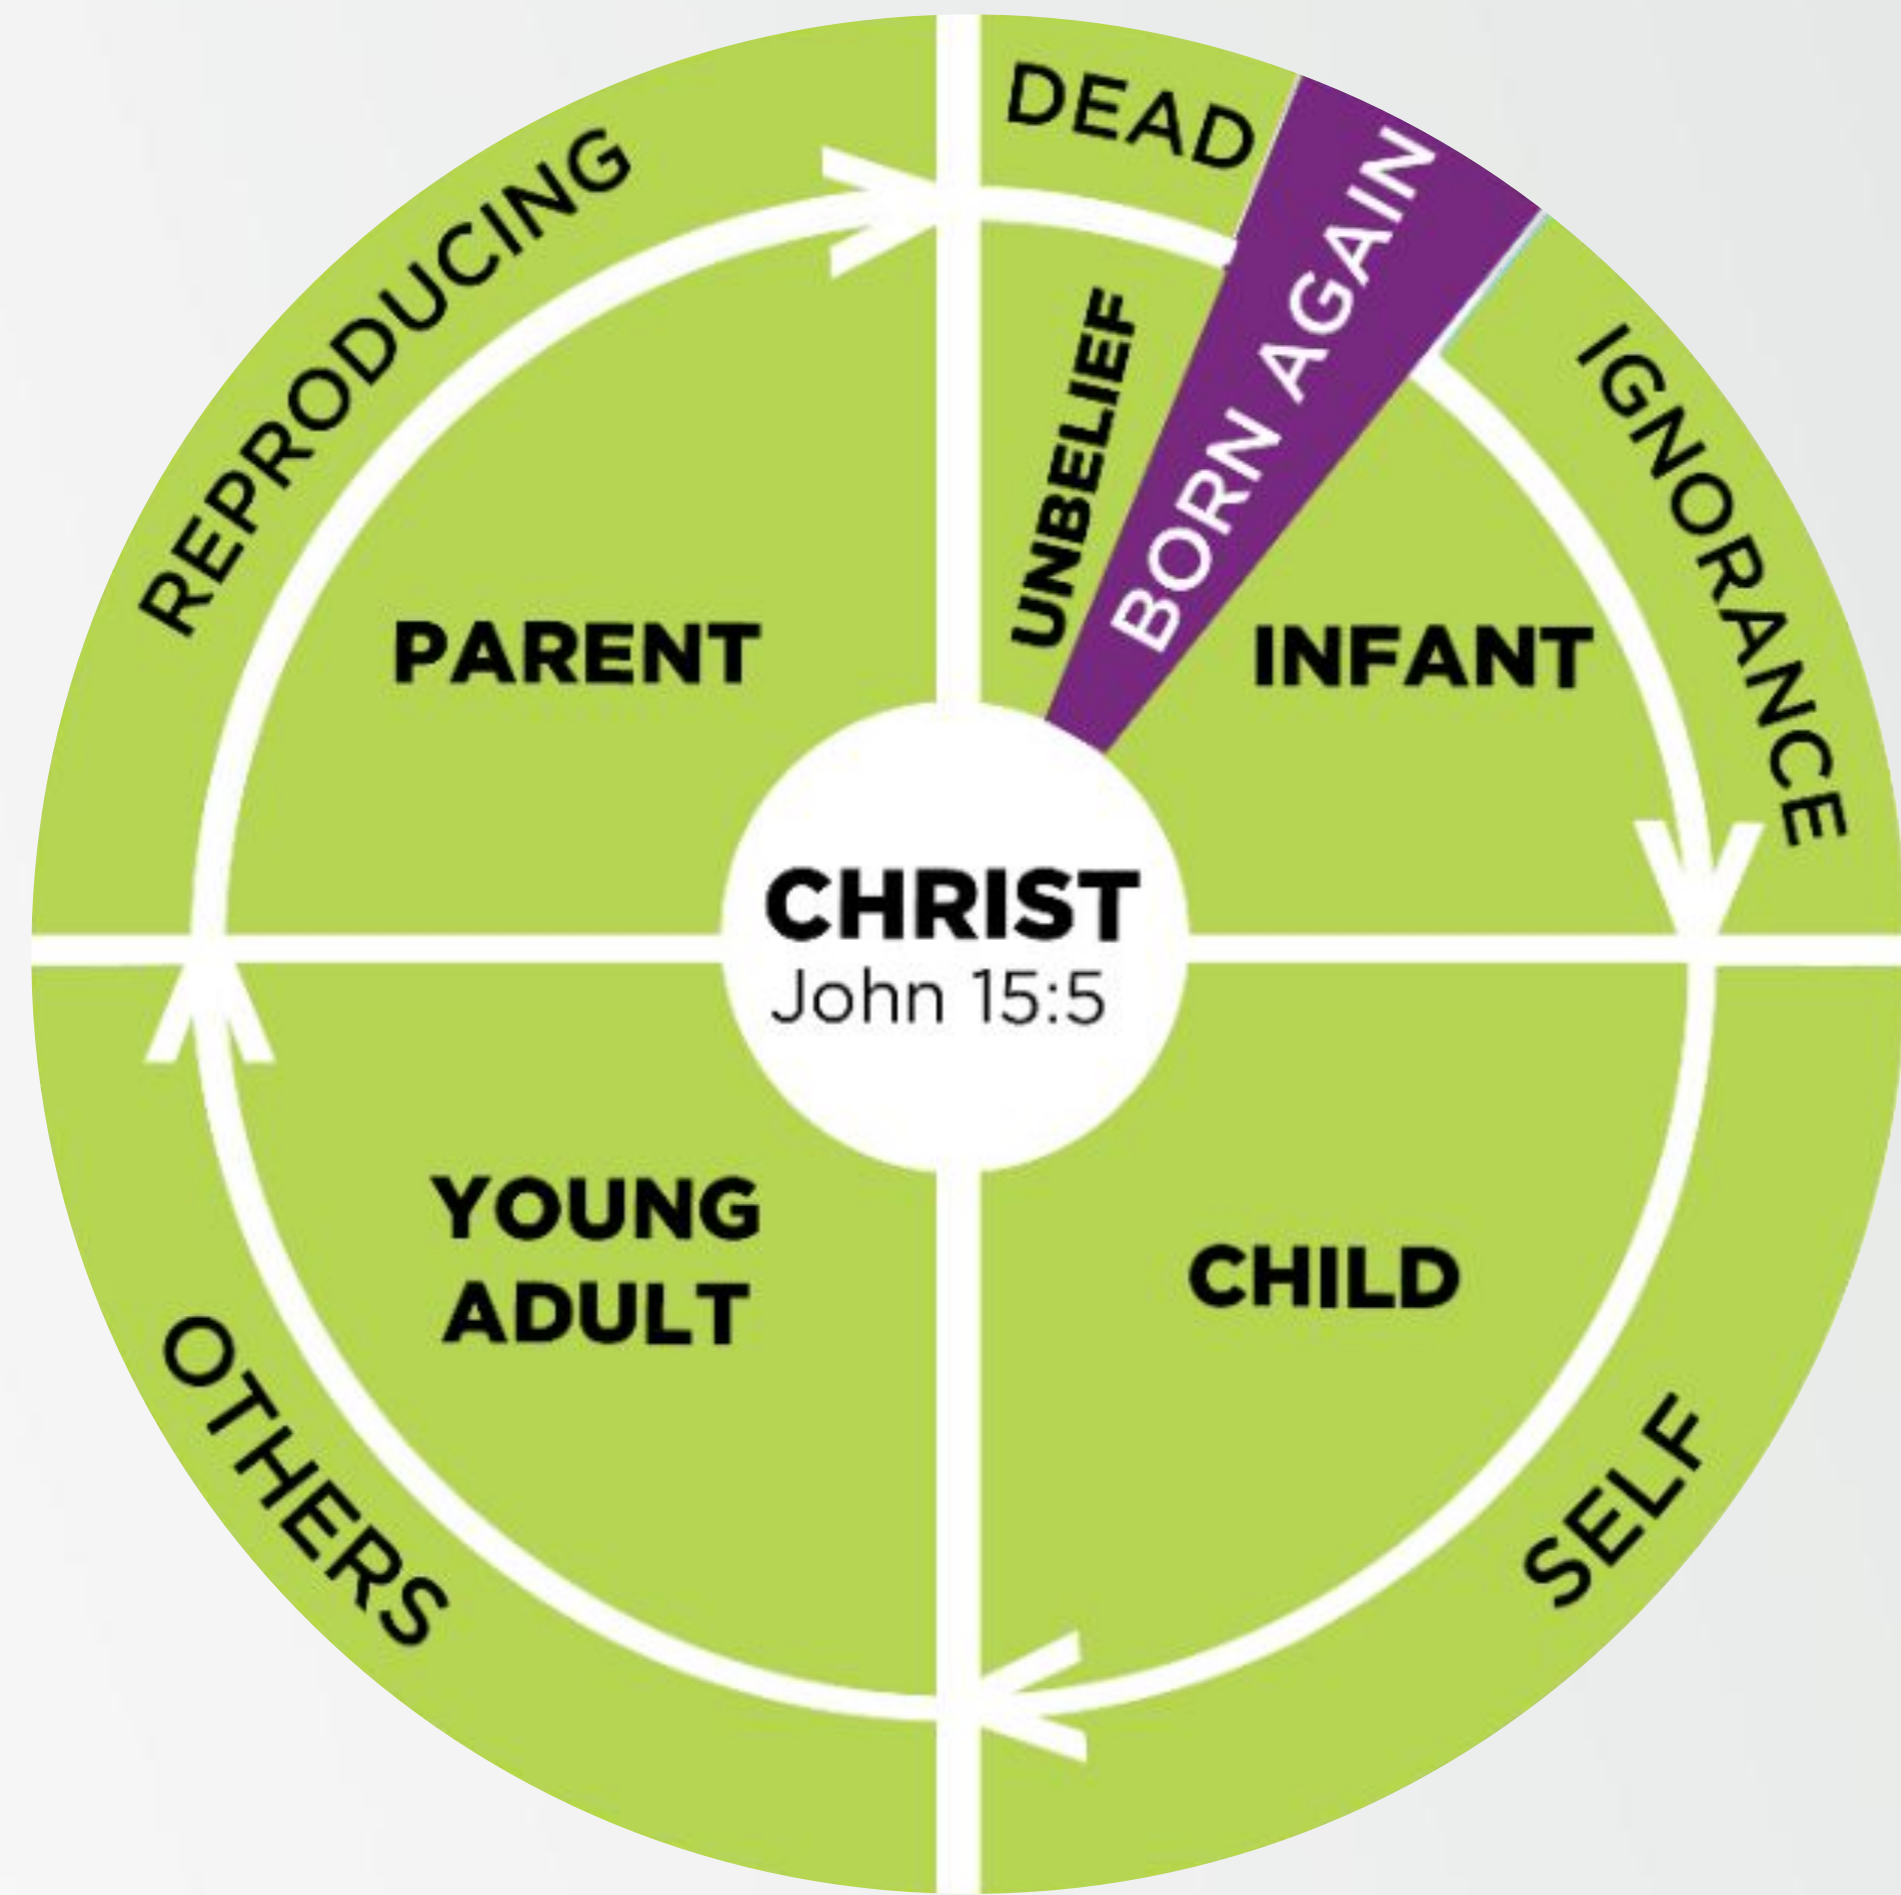 DEAD
UNBELIEF
BORN AGAIN
IGNORANCE
INFANT
SELF
CHILD
OTHERS
YOUNG
ADULT
REPRODUCING
PARENT
CHRIST
John 15:5